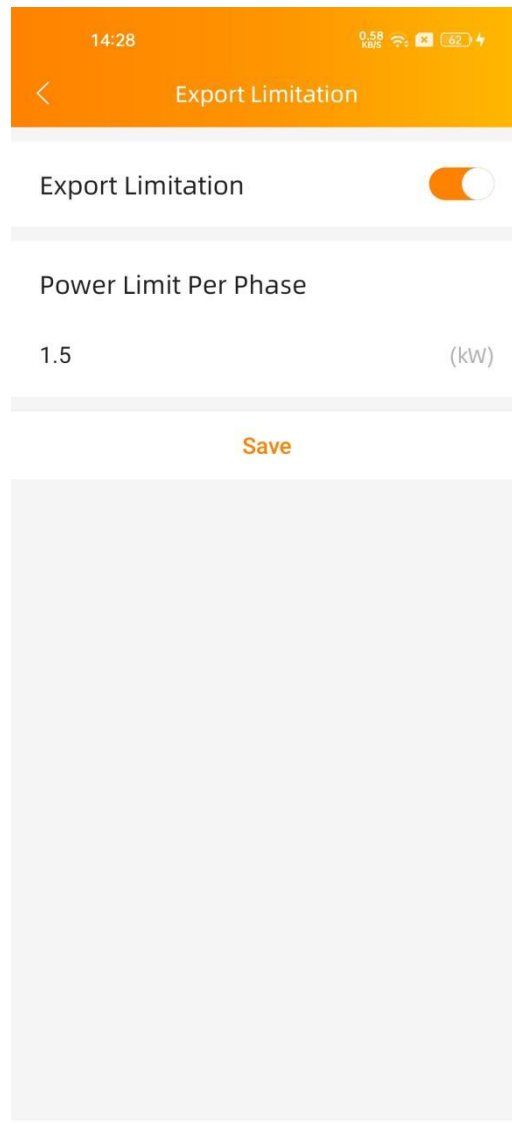 14:28
0.58
KB/S
62
Export Limitation
Export Limitation
Power Limit Per Phase
1.5
(kW)
Save